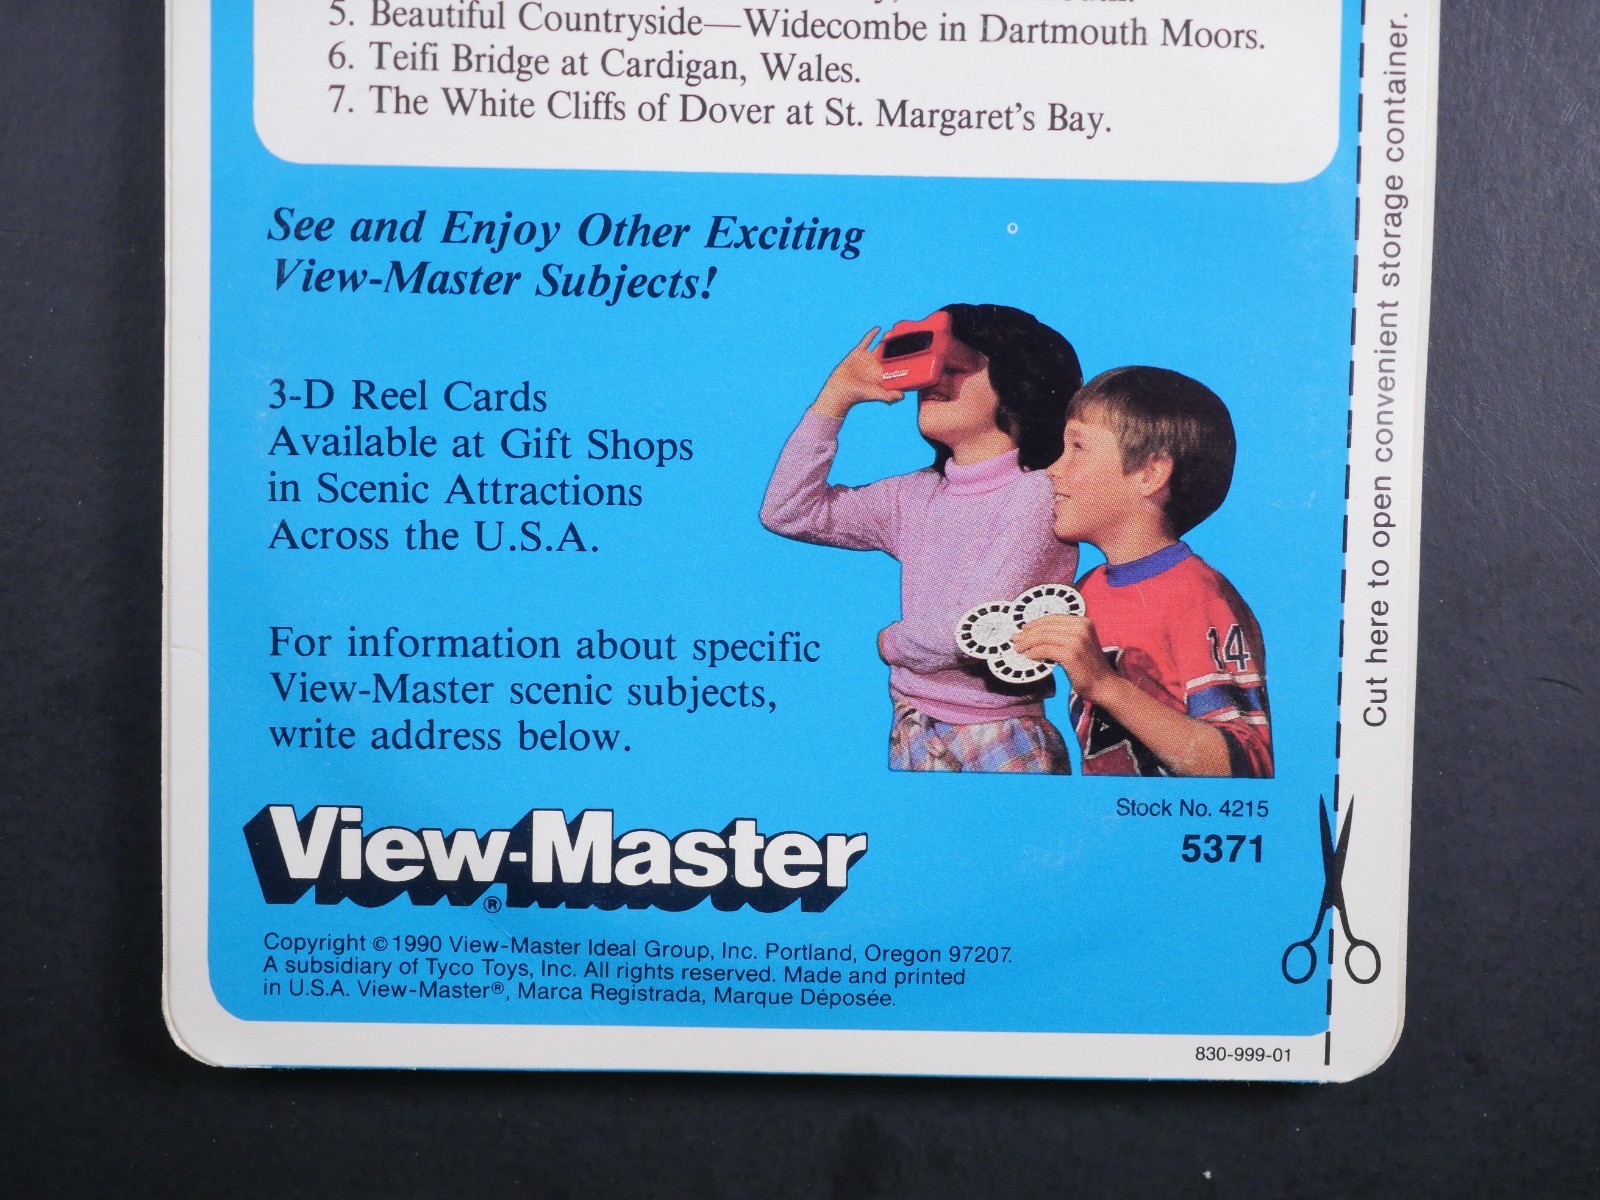 5. Beautiful Countryside—Widecombe in Dartmouth Moors.
6. Teifi Bridge at Cardigan, Wales.
7. The White Cliffs of Dover at St. Margaret's Bay.
See and Enjoy Other Exciting
View-Master Subjects!
3-D Reel Cards
Available at Gift Shops
in Scenic Attractions
Across the U.S.A.
For information about specific
View-Master scenic subjects,
write address below.
14
Stock No. 4215
5371
View-Master
®
Copyright © 1990 View-Master Ideal Group, Inc. Portland, Oregon 97207.
A subsidiary of Tyco Toys, Inc. All rights reserved. Made and printed
in U.S.A. View-Master®, Marca Registrada, Marque Déposée.
830-999-01
Cut here to open convenient storage container.